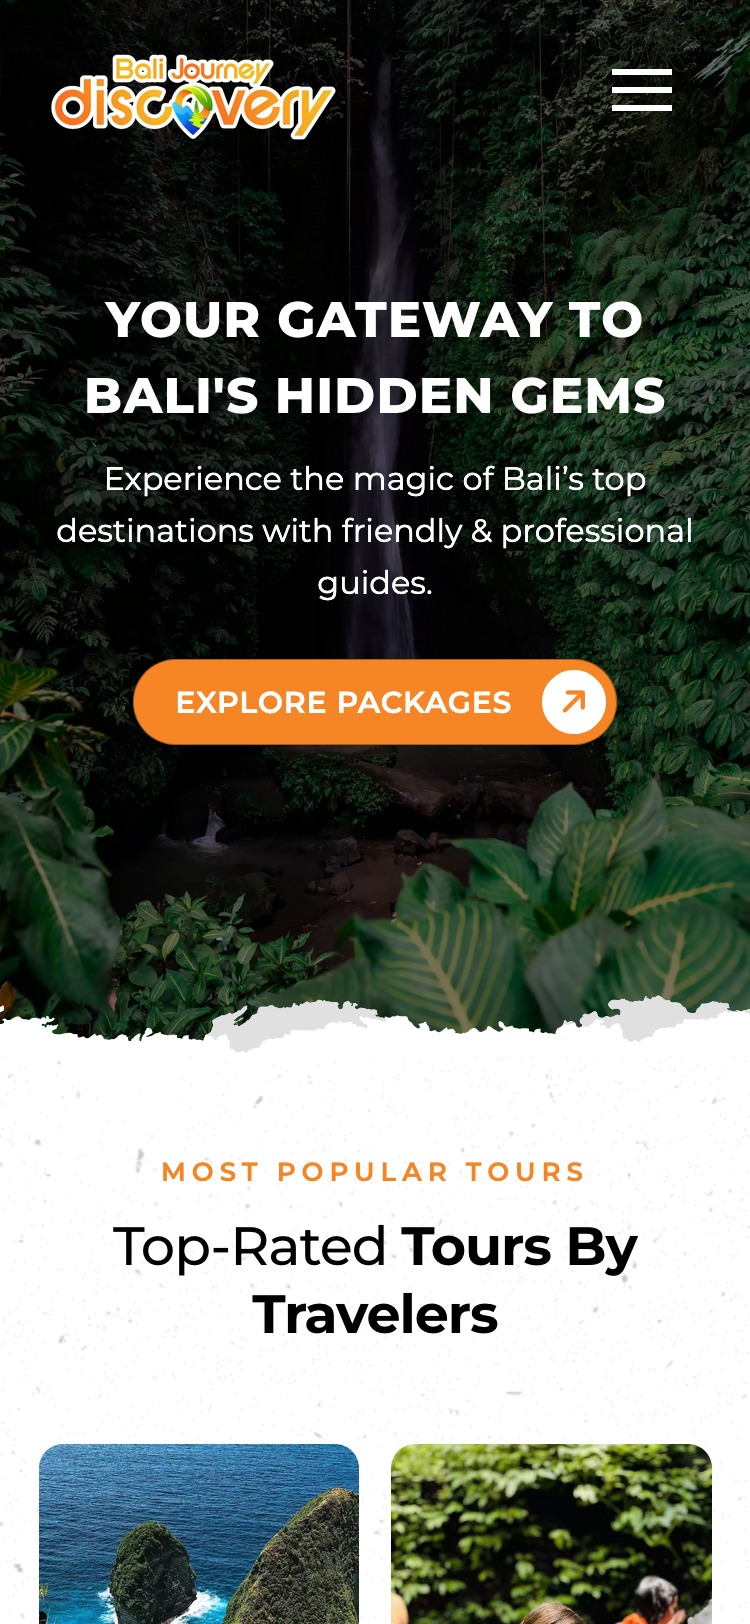 Bali Journey
discovery
YOUR GATEWAY TO
BALI'S HIDDEN GEMS
Experience the magic of Bali’s top
destinations with friendly & professional
guides.
EXPLORE PACKAGES
MOST POPULAR TOURS
Top-Rated Tours By
Travelers